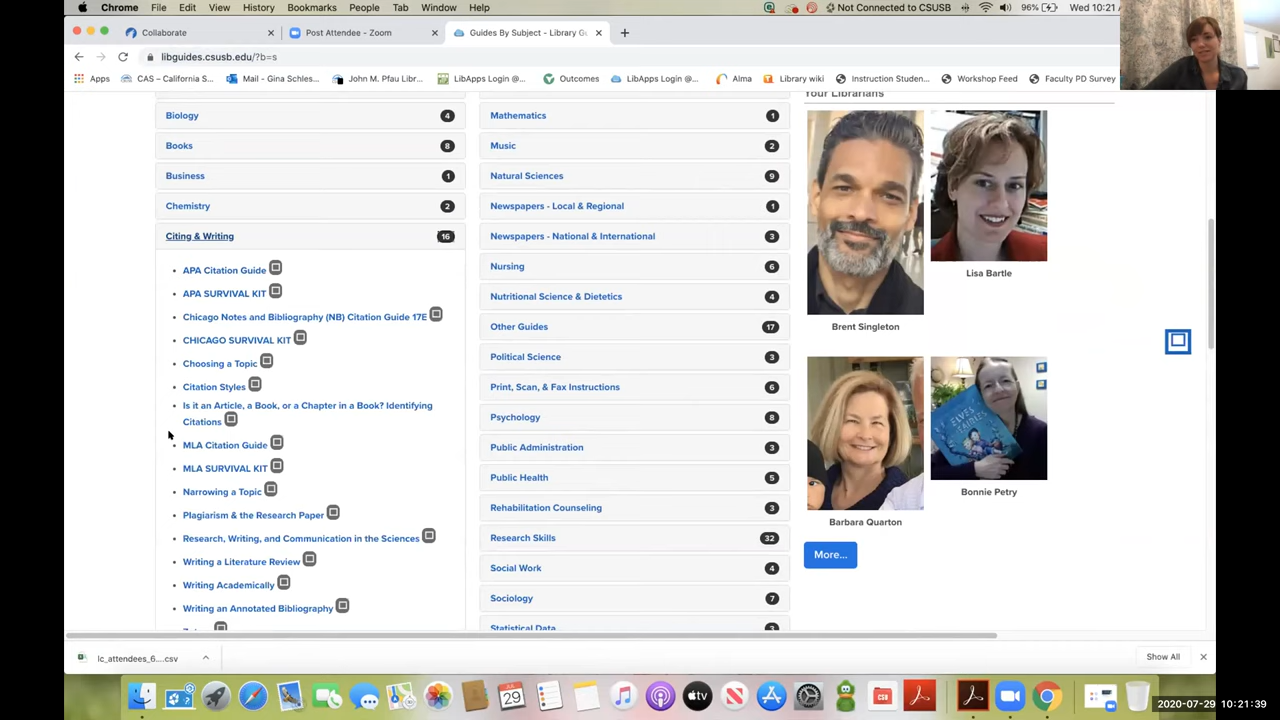 Chrome File Edit View History Bookmarks People Tab Window Help Not Connected to CSUSB 96% Wed 10:21 A
Collaborate
Post Attendee - Zoom
Guides By Subject - Library Gu
libguides.csusb.edu/?b=s
Apps
CAS – California S...
Mail - Gina Schles...
John M. Pfau Libr...
LibApps Login @...
Outcomes
LibApps Login @...
Alma
Library wiki
Instruction Studen...
Workshop Feed
Faculty PD Survey
Biology 4
Books 8
Business 1
Chemistry 2
Citing & Writing 16
APA Citation Guide
APA SURVIVAL KIT
Chicago Notes and Bibliography (NB) Citation Guide 17E
CHICAGO SURVIVAL KIT
Choosing a Topic
Citation Styles
Is it an Article, a Book, or a Chapter in a Book? Identifying
Citations
MLA Citation Guide
MLA SURVIVAL KIT
Narrowing a Topic
Plagiarism & the Research Paper
Research, Writing, and Communication in the Sciences
Writing a Literature Review
Writing Academically
Writing an Annotated Bibliography
Mathematics 1
Music 2
Natural Sciences 9
Newspapers - Local & Regional 1
Newspapers - National & International 3
Nursing 6
Nutritional Science & Dietetics 4
Other Guides 17
Political Science 3
Print, Scan, & Fax Instructions 6
Psychology 8
Public Administration 3
Public Health 5
Rehabilitation Counseling 3
Research Skills 32
Social Work 4
Sociology 7
Statistical Data 3
Your Librarians
Brent Singleton
Lisa Bartle
Barbara Quarton
Bonnie Petry
More...
lc_attendees_6....csv
Show All
JUL
29
tv
2020-07-29 10:21:39